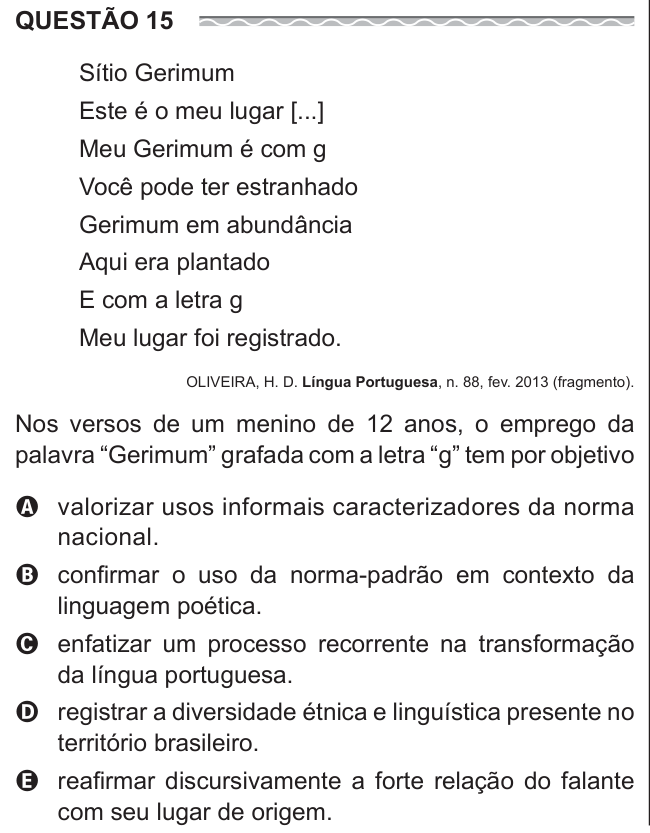 QUESTÃO 15
Sítio Gerimum
Este é o meu lugar [...]
Meu Gerimum é com g
Você pode ter estranhado
Gerimum em abundância
Aqui era plantado
E com a letra g
Meu lugar foi registrado.
OLIVEIRA, H. D. Língua Portuguesa, n. 88, fev. 2013 (fragmento).
Nos versos de um menino de 12 anos, o emprego da
palavra “Gerimum” grafada com a letra “g” tem por objetivo
A valorizar usos informais caracterizadores da norma
nacional.
B confirmar o uso da norma-padrão em contexto da
linguagem poética.
C enfatizar um processo recorrente na transformação
da língua portuguesa.
D registrar a diversidade étnica e linguística presente no
território brasileiro.
E reafirmar discursivamente a forte relação do falante
com seu lugar de origem.